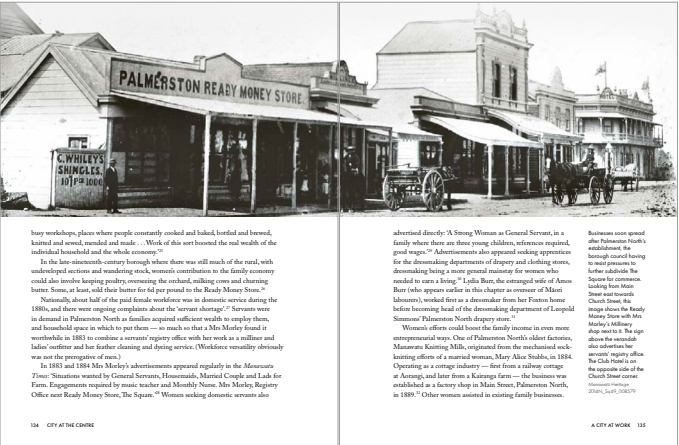 PALMERSTON READY MONEY STORE.
C. WHILEY'S
SHINGLES.
PER 1000
busy workshops, places where people constantly cooked and baked, bottled and brewed,
knitted and sewed, mended and made . . . Work of this sort boosted the real wealth of the
individual household and the whole economy.’
In the late-nineteenth-century borough where there was still much of the rural, with
undeveloped sections and wandering stock, women’s contribution to the family economy
could also involve keeping poultry, overseeing the orchard, milking cows and churning
butter. Some, at least, sold their butter for 6d per pound to the Ready Money Store.²⁶
Nationally, about half of the paid female workforce was in domestic service during the
1880s, and there were ongoing complaints about the ‘servant shortage’.²⁷ Servants were
in demand in Palmerston North as families acquired sufficient wealth to employ them,
and household space in which to put them — so much so that a Mrs Morley found it
worthwhile in 1883 to combine a servants’ registry office with her work as a milliner and
ladies’ outfitter and her feather cleaning and dyeing service. (Workforce versatility obviously
was not the prerogative of men.)
In 1883 and 1884 Mrs Morley’s advertisements appeared regularly in the Manawatu
Times: ‘Situations wanted by General Servants, Housemaids, Married Couple and Lads for
Farm. Engagements required by music teacher and Monthly Nurse. Mrs Morley, Registry
Office next Ready Money Store, The Square.’²⁸ Women seeking domestic servants also
134 CITY AT THE CENTRE
advertised directly: ‘A Strong Woman as General Servant, in a
family where there are three young children, references required,
good wages.’²⁹ Advertisements also appeared seeking apprentices
for the dressmaking departments of drapery and clothing stores,
dressmaking being a more general mainstay for women who
needed to earn a living.³⁰ Lydia Burr, the estranged wife of Amos
Burr (who appears earlier in this chapter as overseer of Māori
labourers), worked first as a dressmaker from her Foxton home
before becoming head of the dressmaking department of Leopold
Simmons’ Palmerston North drapery store.³¹
Women’s efforts could boost the family income in even more
entrepreneurial ways. One of Palmerston North’s oldest factories,
Manawatu Knitting Mills, originated from the mechanised sock-
knitting efforts of a married woman, Mary Alice Stubbs, in 1884.
Operating as a cottage industry — first from a railway cottage
at Aorangi, and later from a Kairanga farm — the business was
established as a factory shop in Main Street, Palmerston North,
in 1889.³² Other women assisted in existing family businesses.
Businesses soon spread
after Palmerston North’s
establishment, the
borough council having
to resist pressures to
further subdivide The
Square for commerce.
Looking from Main
Street east towards
Church Street, this
image shows the Ready
Money Store with Mrs
Morley’s Millinery
shop next to it. The sign
above the verandah
also advertises her
servants’ registry office.
The Club Hotel is on
the opposite side of the
Church Street corner.
Manawatū Heritage
A CITY AT WORK 135